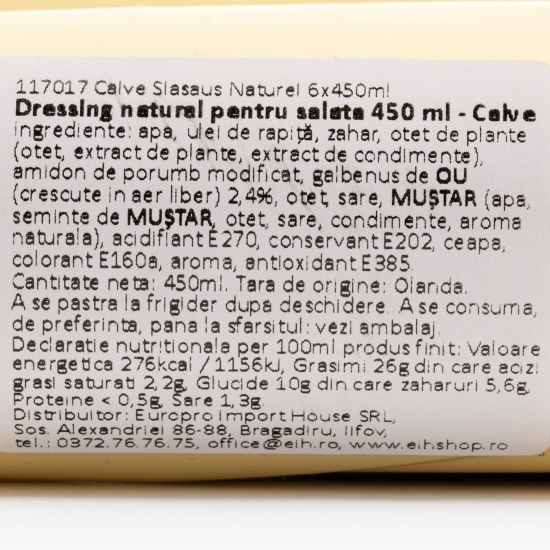 117017 Calve Slasaus Naturel 6x450ml
Dressing natural pentru salata 450 ml - Calve
ingrediente: apa, ulei de rapiță, zahar, otet de plante
(otet, extract de plante, extract de condimente),
amidon de porumb modificat, galbenus de OU
(crescute in aer liber) 2,4%, otet, sare, MUȘTAR (apa,
seminte de MUȘTAR, otet, sare, condimente, aroma
naturala), acidifiant E270, conservant E202, ceapa,
colorant E160a, aroma, antioxidant E385.
Cantitate neta: 450ml. Tara de origine: Olanda.
A se pastra la frigider dupa deschidere. A se consuma,
de preferinta, pana la sfarsitul: vezi ambalaj.
Declaratie nutritionala per 100ml produs finit: Valoare
energetica 276kcal / 1156kJ, Grasimi 26g din care acizi
grasi saturati 2,2g, Glucide 10g din care zaharuri 5,6g,
Proteine < 0,5g, Sare 1,3g.
Distribuitor: Europro Import House SRL,
Sos. Alexandriei 86-88, Bragadiru, Ilfov,
tel.: 0372.76.76.75, office@eih.ro, www.eihshop.ro